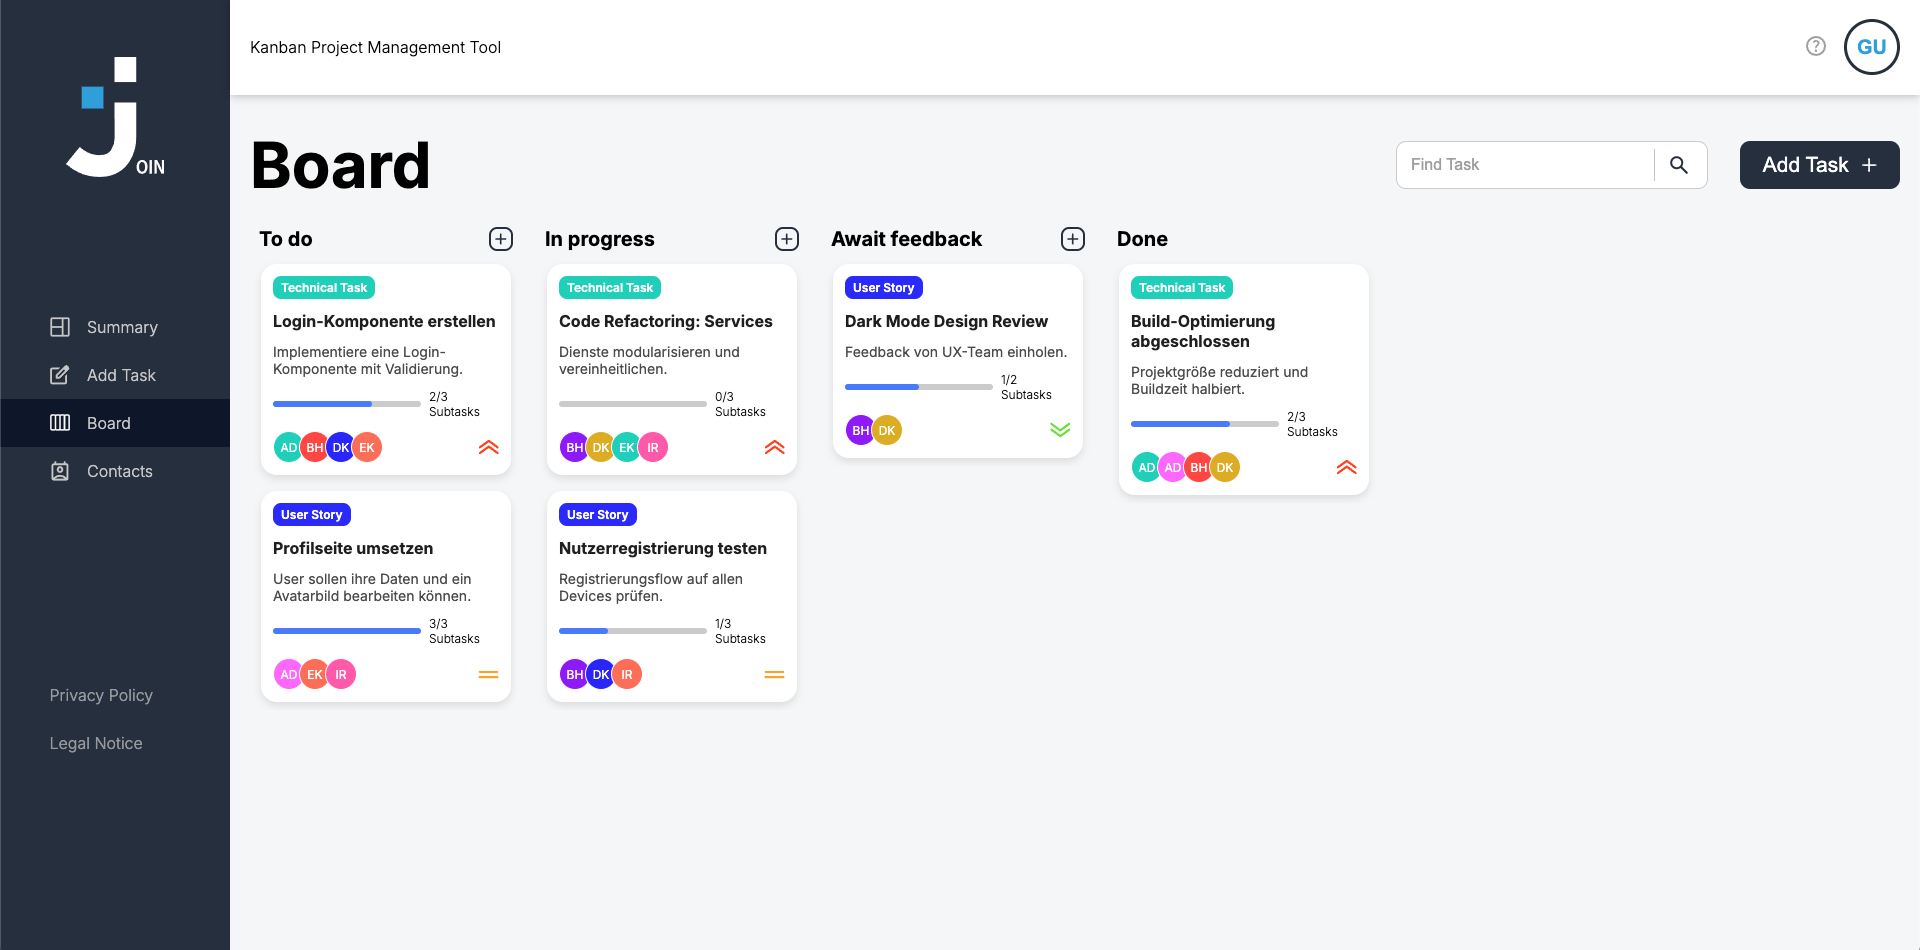 OIN
Summary
Add Task
Board
Contacts
Privacy Policy
Legal Notice
Kanban Project Management Tool
GU
Board
Find Task
Add Task
To do
Technical Task
Login-Komponente erstellen
Implementiere eine Login-
Komponente mit Validierung.
2/3
Subtasks
AD BH DK EK
User Story
Profilseite umsetzen
User sollen ihre Daten und ein
Avatarbild bearbeiten können.
3/3
Subtasks
AD EK IR
In progress
Technical Task
Code Refactoring: Services
Dienste modularisieren und
vereinheitlichen.
0/3
Subtasks
BH DK EK IR
User Story
Nutzerregistrierung testen
Registrierungsflow auf allen
Devices prüfen.
1/3
Subtasks
BH DK IR
Await feedback
User Story
Dark Mode Design Review
Feedback von UX-Team einholen.
1/2
Subtasks
BH DK
Done
Technical Task
Build-Optimierung
abgeschlossen
Projektgröße reduziert und
Buildzeit halbiert.
2/3
Subtasks
AD AD BH DK